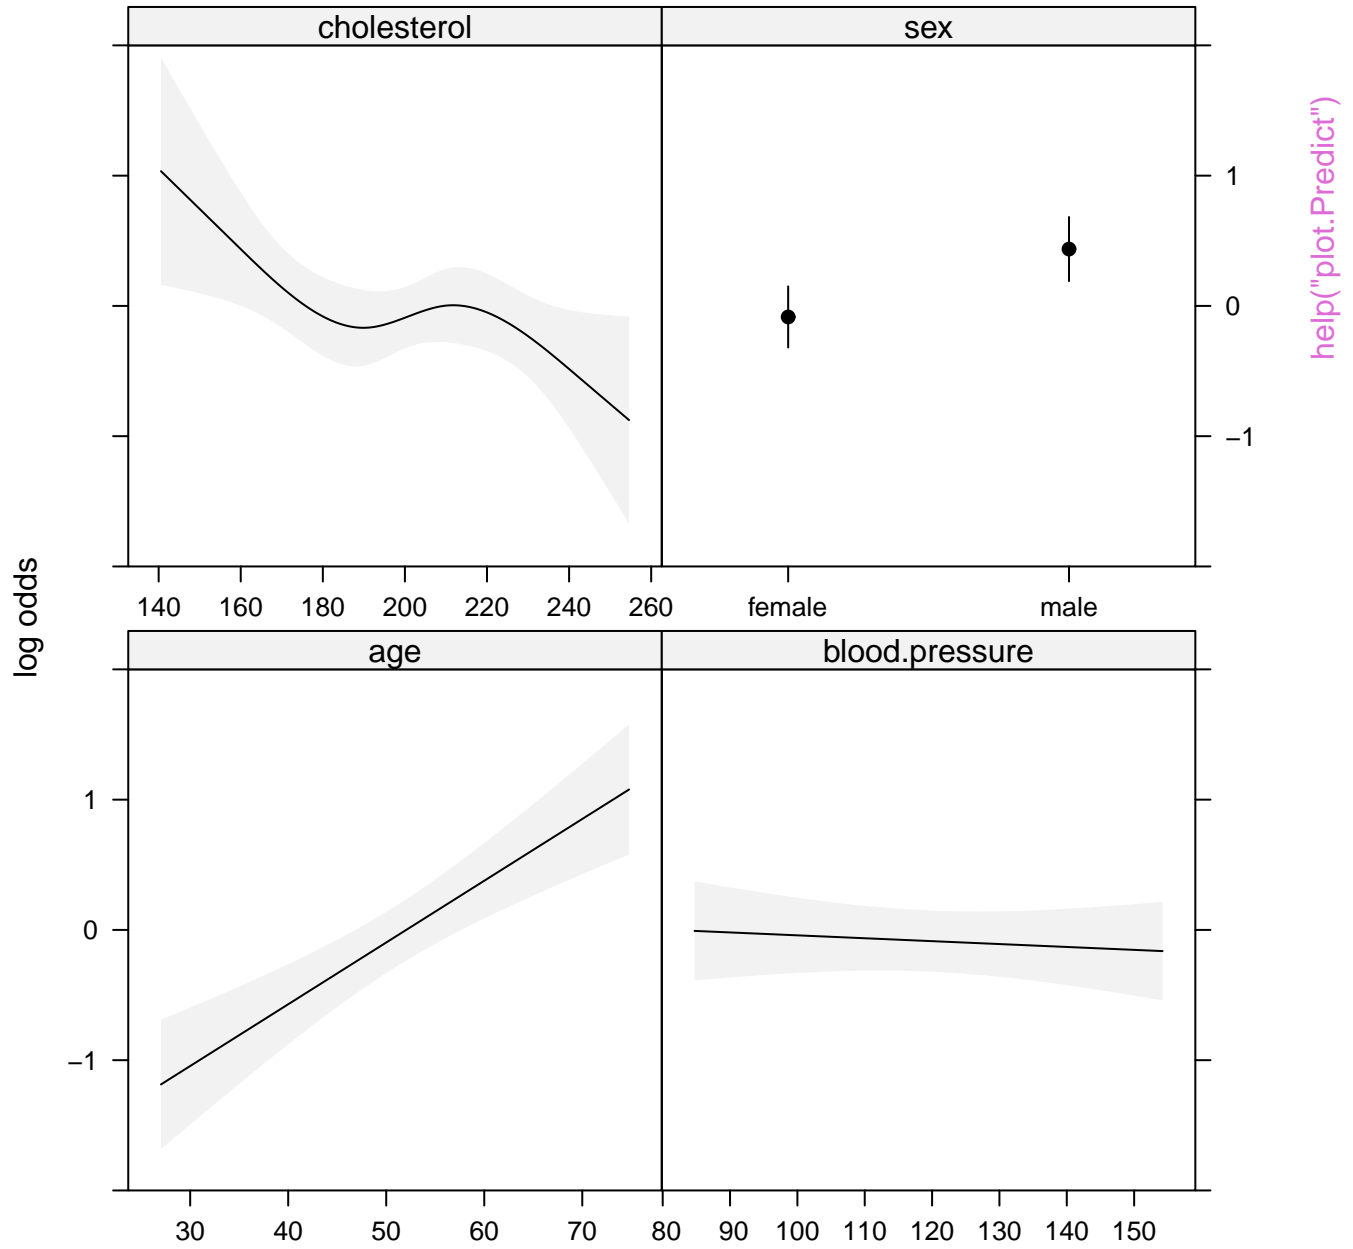 cholesterol
sex
1
0
−1
140 160 180 200 220 240 260
female male
age
blood.pressure
1
0
−1
30 40 50 60 70
80 90 100 110 120 130 140 150
log odds
help("plot.Predict")